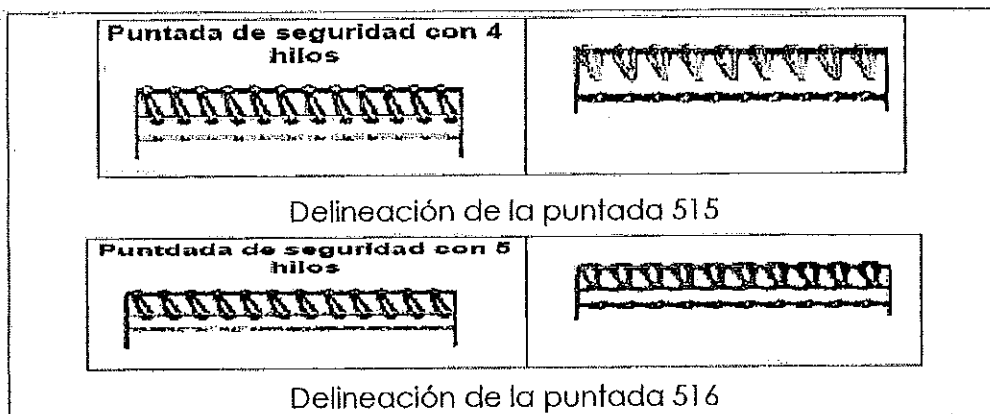 Puntada de seguridad con 4
hilos
Delineación de la puntada 515
Puntdada de seguridad con 5
hilos
Delineación de la puntada 516